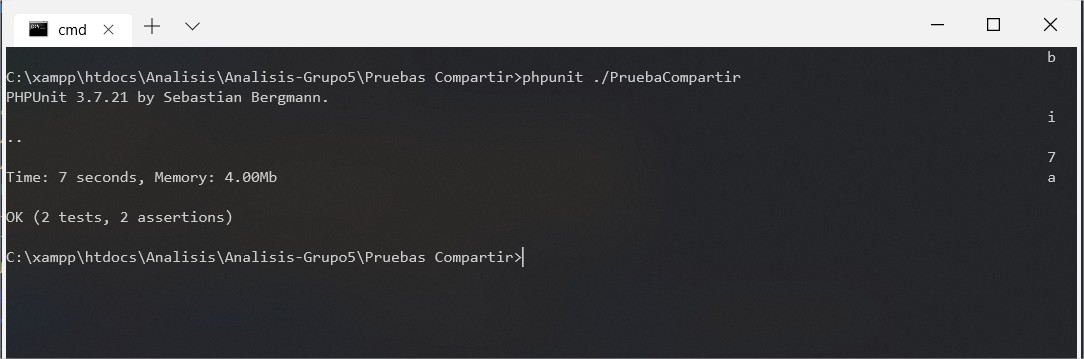 cmd
b
C:\xampp\htdocs\Analisis\Analisis-Grupo5\Pruebas Compartir>phpunit ./PruebaCompartir
PHPUnit 3.7.21 by Sebastian Bergmann.
i
..
7
Time: 7 seconds, Memory: 4.00Mb
a
OK (2 tests, 2 assertions)
C:\xampp\htdocs\Analisis\Analisis-Grupo5\Pruebas Compartir>